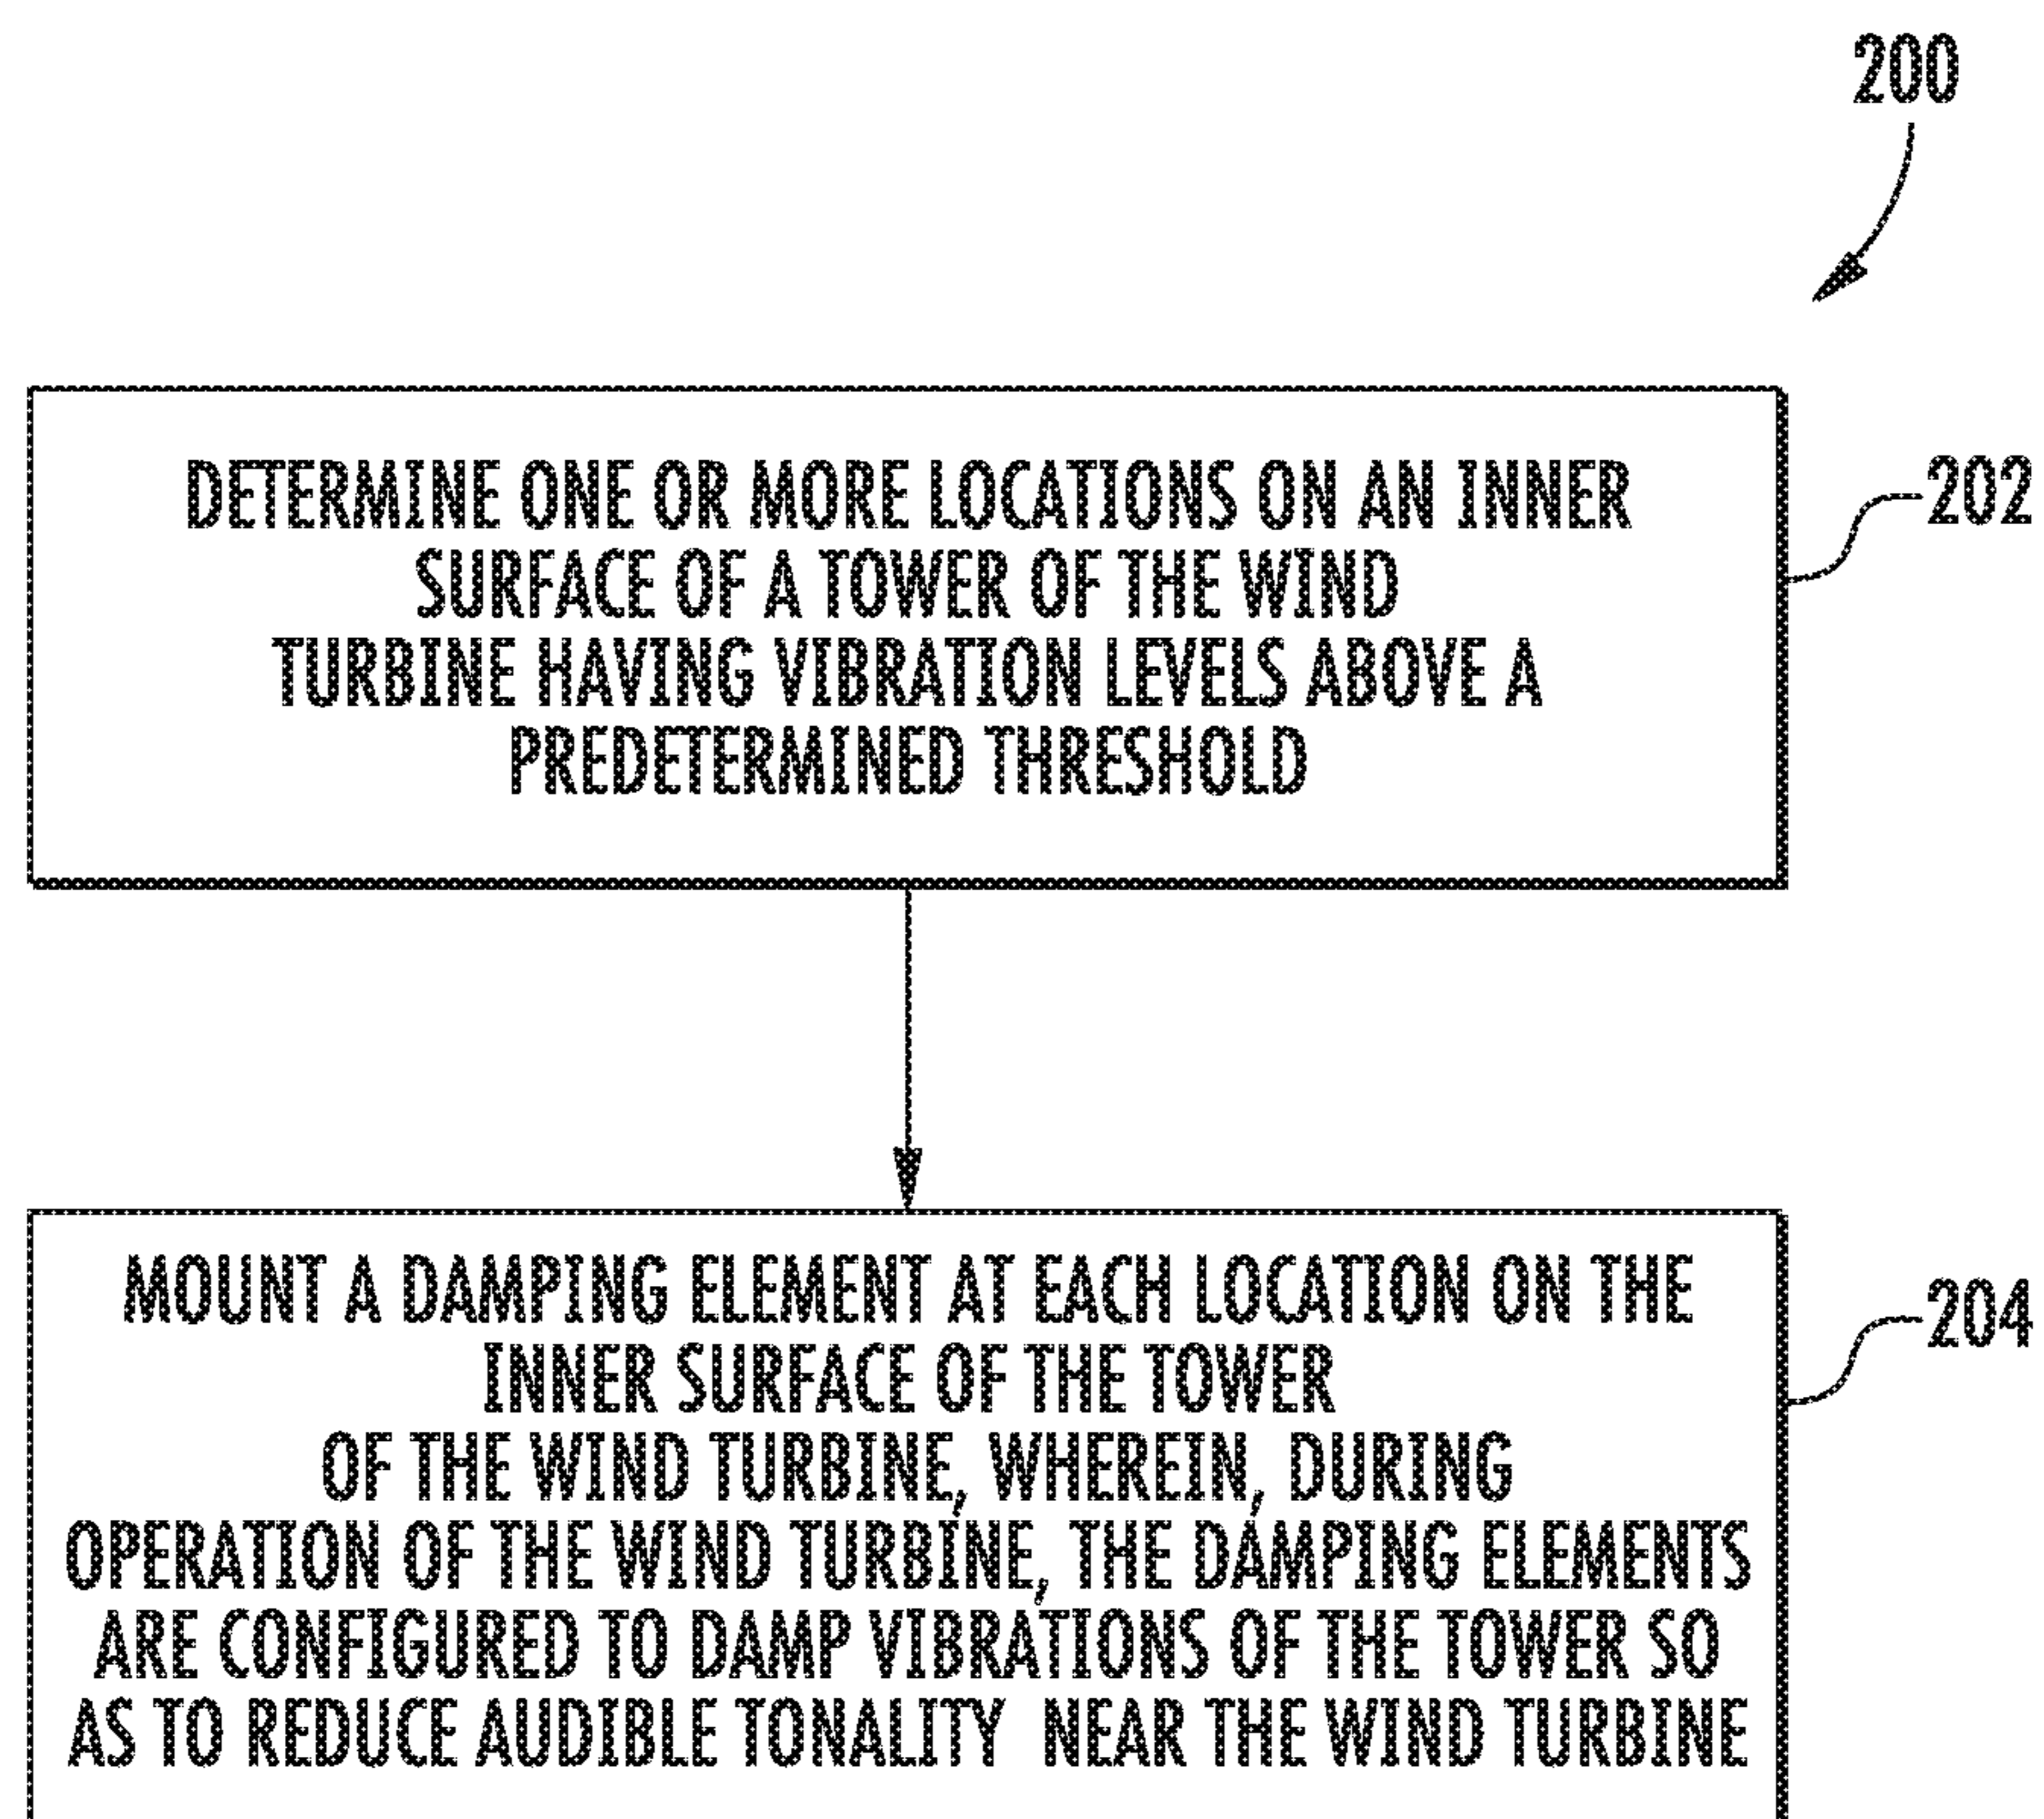 200
DETERMINE ONE OR MORE LOCATIONS ON AN INNER
SURFACE OF A TOWER OF THE WIND
TURBINE HAVING VIBRATION LEVELS ABOVE A
PREDETERMINED THRESHOLD
202
MOUNT A DAMPING ELEMENT AT EACH LOCATION ON THE
INNER SURFACE OF THE TOWER
OF THE WIND TURBINE, WHEREIN, DURING
OPERATION OF THE WIND TURBINE, THE DAMPING ELEMENTS
ARE CONFIGURED TO DAMP VIBRATIONS OF THE TOWER SO
AS TO REDUCE AUDIBLE TONALITY NEAR THE WIND TURBINE
204